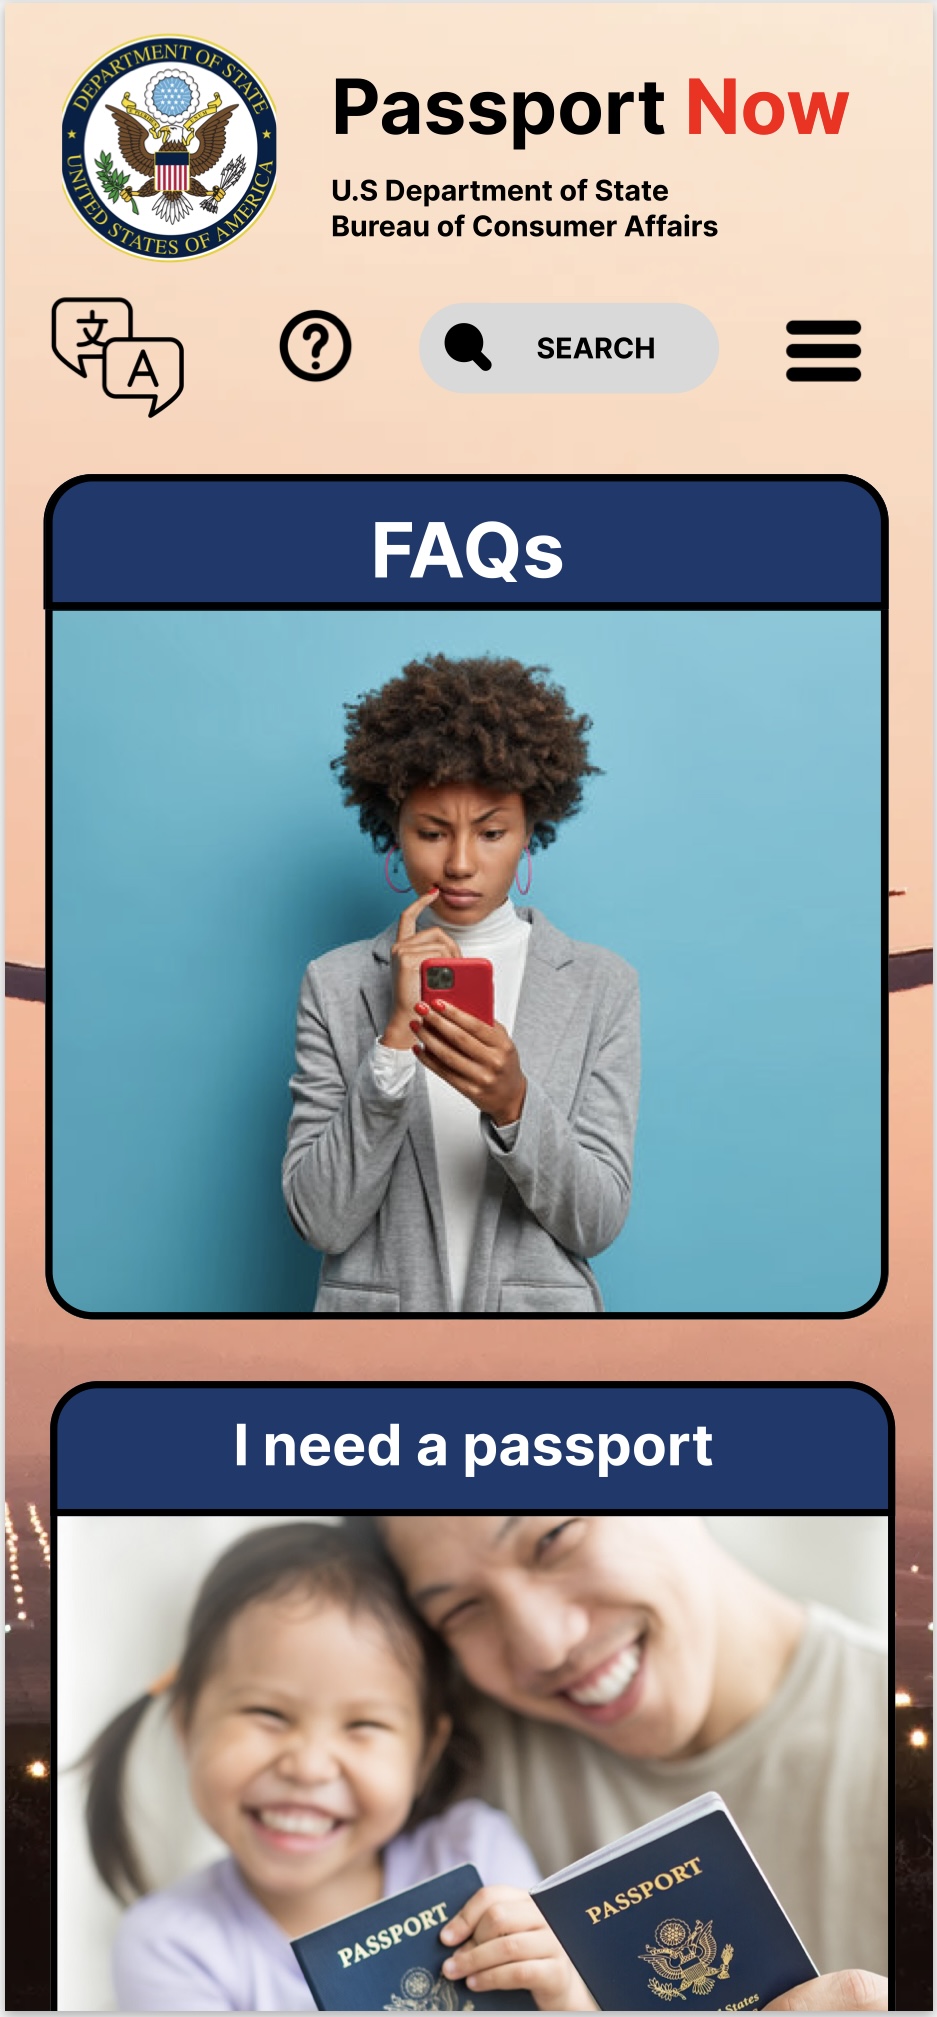 DEPARTMENT OF STATE
UNITED STATES OF AMERICA
Passport Now
U.S Department of State
Bureau of Consumer Affairs
文
A
?
SEARCH
FAQs
I need a passport
PASSPORT
PASSPORT
States